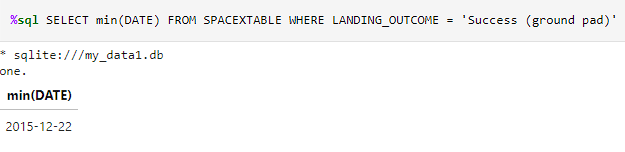 %sql SELECT min(DATE) FROM SPACEXTABLE WHERE LANDING_OUTCOME = 'Success (ground pad)'
* sqlite:///my_data1.db
one.
min(DATE)
2015-12-22